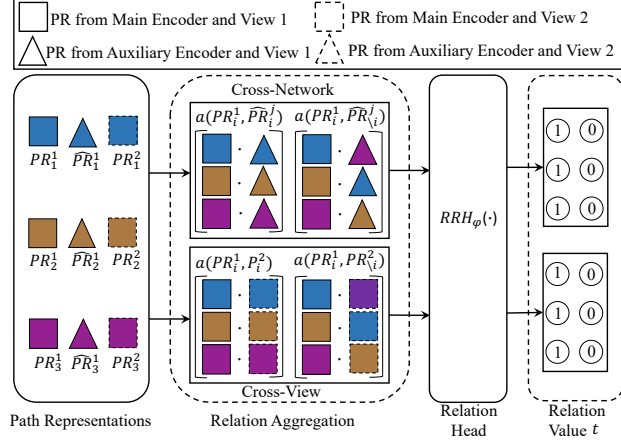 PR from Main Encoder and View 1
PR from Main Encoder and View 2
PR from Auxiliary Encoder and View 1
PR from Auxiliary Encoder and View 2
Cross-Network
$a(PR_i^1, \widehat{PR}_i^j)$ $a(PR_i^1, \widehat{PR}_{\backslash i}^j)$
$PR_1^1$ $\widehat{PR}_1^1$ $PR_1^2$
$PR_2^1$ $\widehat{PR}_2^1$ $PR_2^2$
$PR_3^1$ $\widehat{PR}_3^1$ $PR_3^2$
$a(PR_i^1, P_i^2)$ $a(PR_i^1, PR_{\backslash i}^2)$
Cross-View
$RRH_\varphi(\cdot)$
1 0
1 0
1 0
1 0
1 0
1 0
Path Representations
Relation Aggregation
Relation
Head
Relation
Value $t$